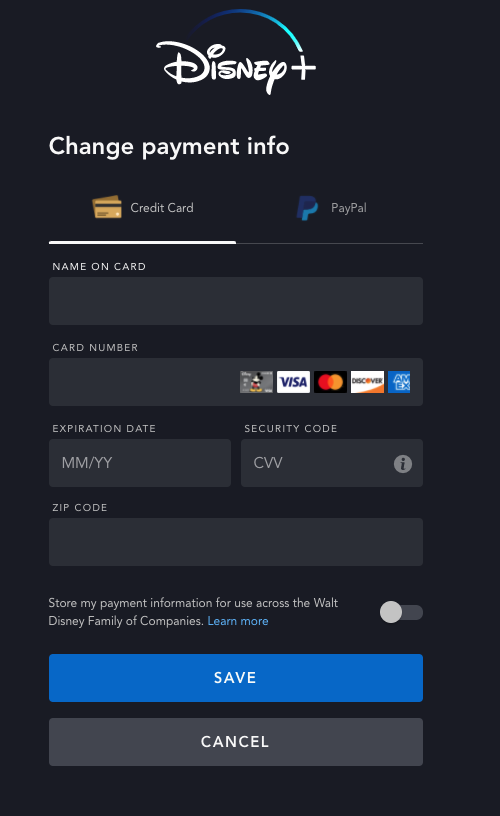 Disney+
Change payment info
Credit Card
PayPal
NAME ON CARD
CARD NUMBER
VISA
DISCOVER
AM
EX
EXPIRATION DATE
SECURITY CODE
MM/YY
CVV
i
ZIP CODE
Store my payment information for use across the Walt
Disney Family of Companies. Learn more
SAVE
CANCEL